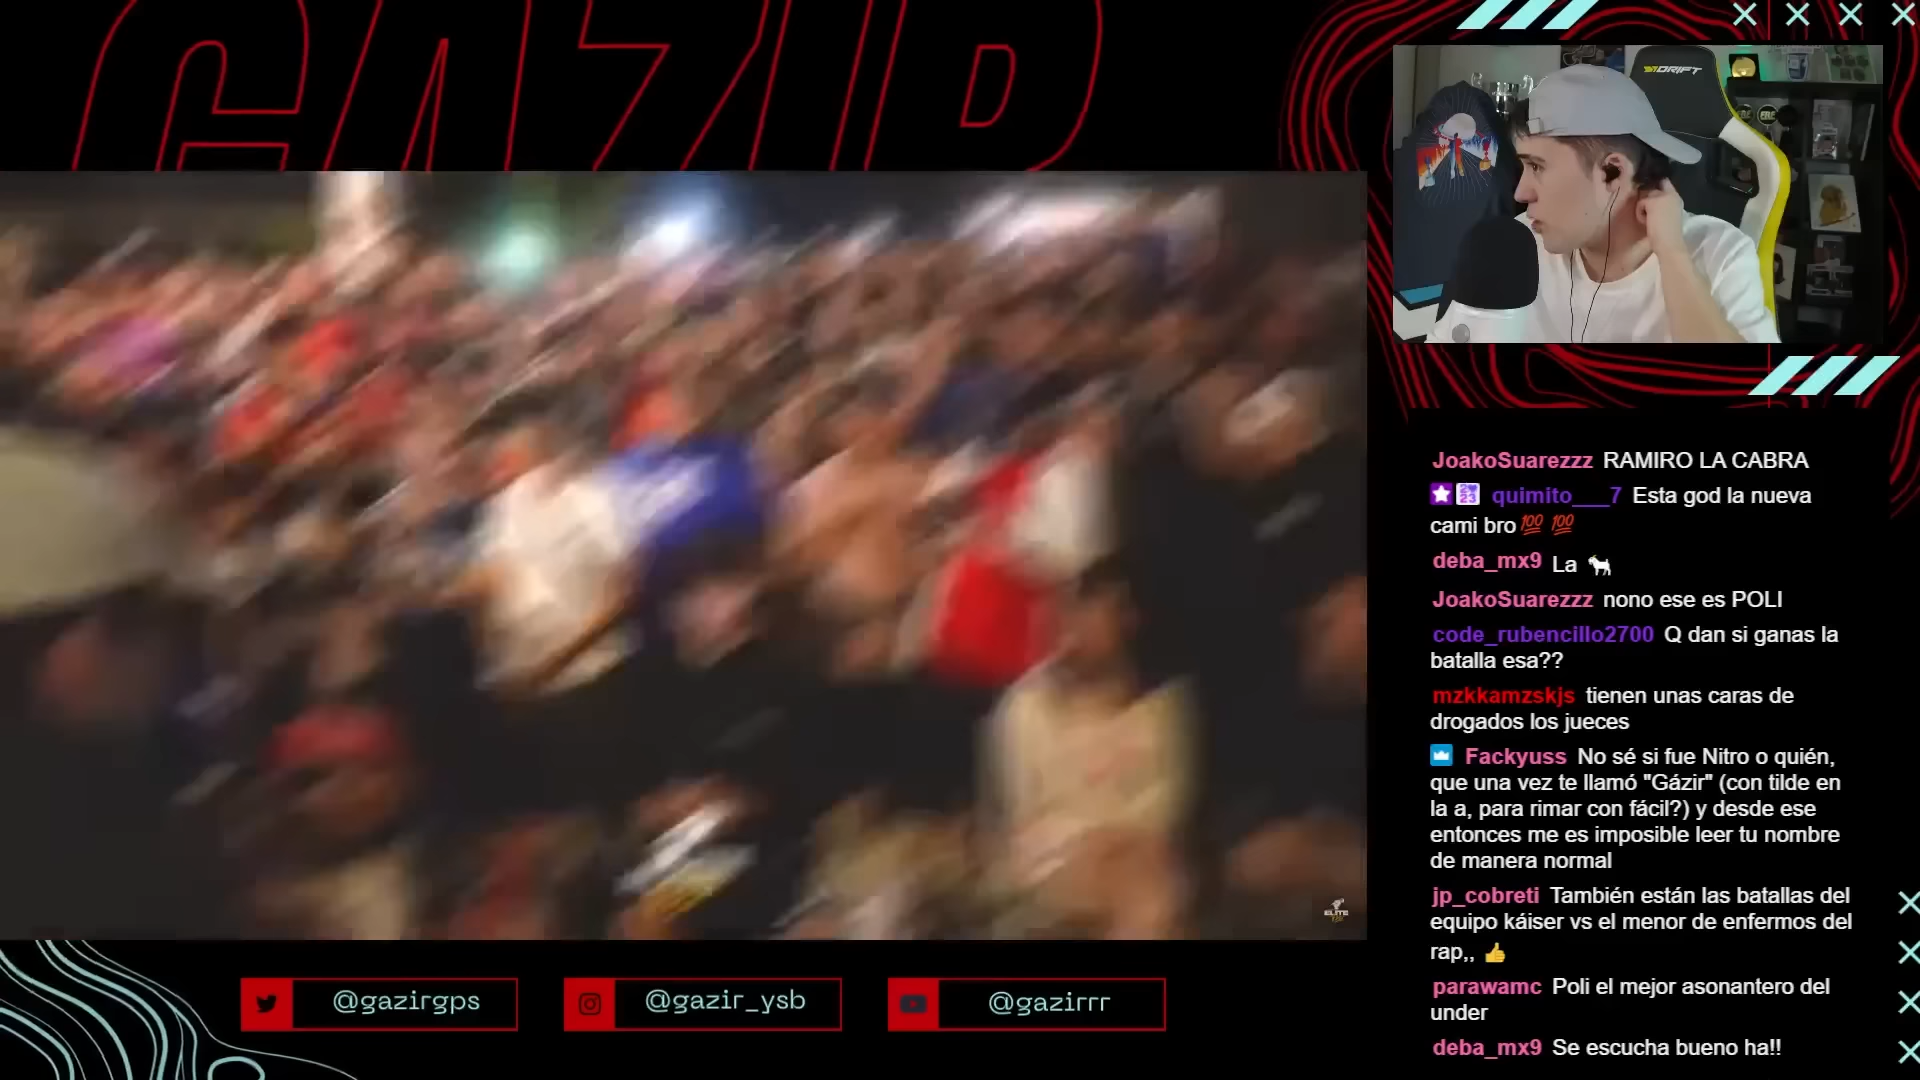 GAZIR
DRIFT
JoakoSuarezzz RAMIRO LA CABRA
quimito___7 Esta god la nueva
cami bro💯 💯
deba_mx9 La 🐐
JoakoSuarezzz nono ese es POLI
code_rubencillo2700 Q dan si ganas la
batalla esa??
mzkkamzskjs tienen unas caras de
drogados los jueces
Fackyuss No sé si fue Nitro o quién,
que una vez te llamó "Gázir" (con tilde en
la a, para rimar con fácil?) y desde ese
entonces me es imposible leer tu nombre
de manera normal
jp_cobreti También están las batallas del
equipo káiser vs el menor de enfermos del
rap,, 👍
parawamc Poli el mejor asonantero del
under
deba_mx9 Se escucha bueno ha!!
ELITE
@gazirgps
@gazir_ysb
@gazirrr